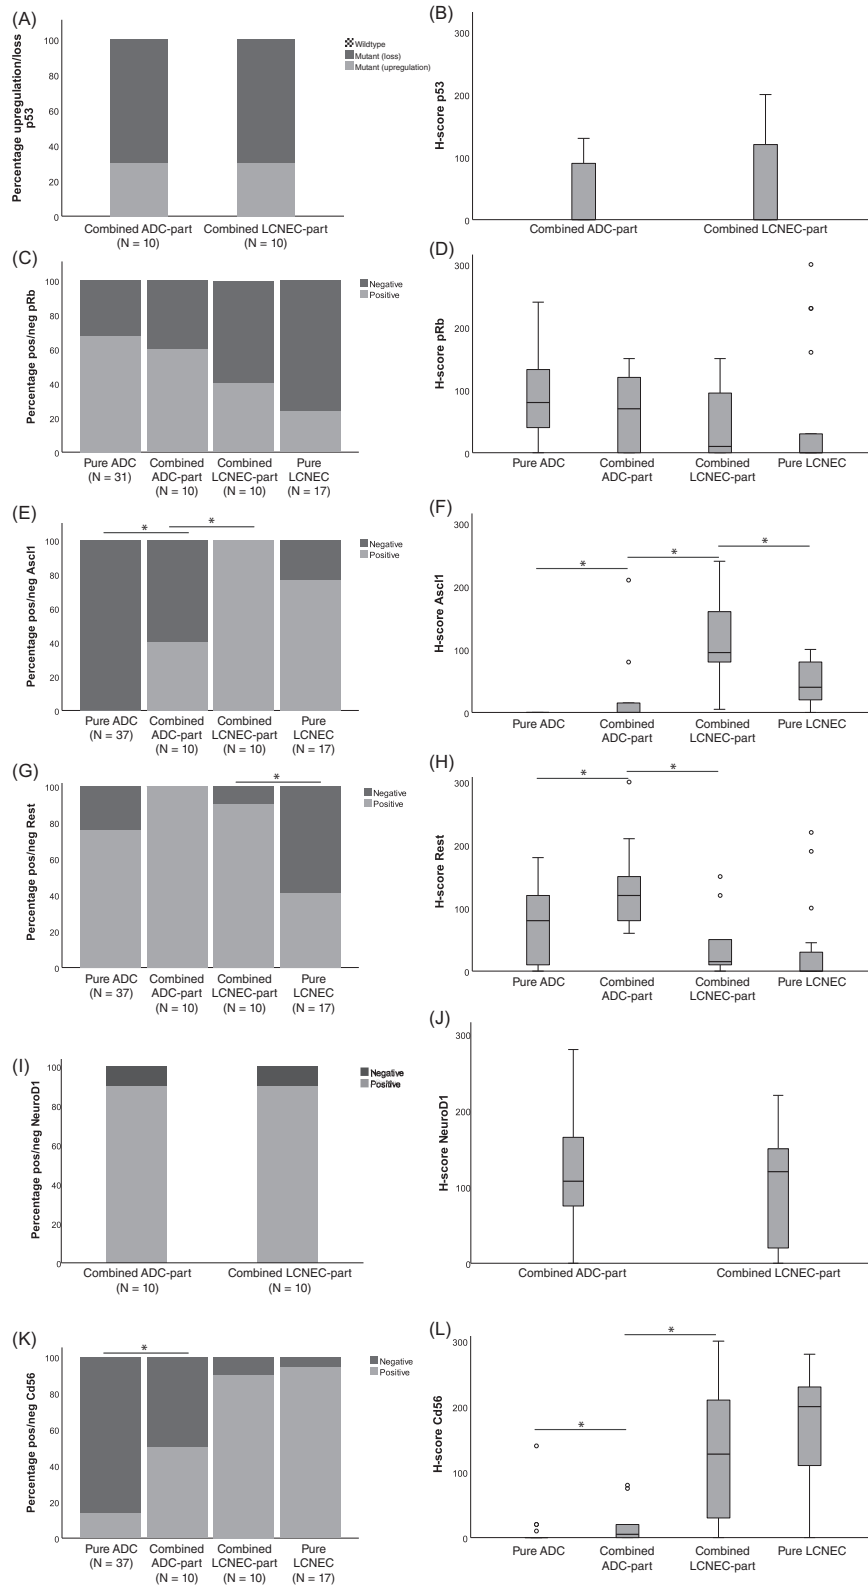 (A)
Percentage upregulation/loss
p53
100
80
60
40
20
0
Wildtype
Mutant (loss)
Mutant (upregulation)
Combined ADC-part
(N = 10)
Combined LCNEC-part
(N = 10)
(B)
H-score p53
300
200
100
0
Combined ADC-part
Combined LCNEC-part
(C)
Percentage pos/neg pRb
100
80
60
40
20
0
Negative
Positive
Pure ADC
(N = 31)
Combined
ADC-part
(N = 10)
Combined
LCNEC-part
(N = 10)
Pure
LCNEC
(N = 17)
(D)
H-score pRb
300
200
100
0
Pure ADC
Combined
ADC-part
Combined
LCNEC-part
Pure LCNEC
(E)
Percentage pos/neg Ascl1
100
80
60
40
20
0
*
*
Negative
Positive
Pure ADC
(N = 37)
Combined
ADC-part
(N = 10)
Combined
LCNEC-part
(N = 10)
Pure
LCNEC
(N = 17)
(F)
H-score Ascl1
300
200
100
0
*
*
*
Pure ADC
Combined
ADC-part
Combined
LCNEC-part
Pure LCNEC
(G)
Percentage pos/neg Rest
100
80
60
40
20
0
*
Negative
Positive
Pure ADC
(N = 37)
Combined
ADC-part
(N = 10)
Combined
LCNEC-part
(N = 10)
Pure
LCNEC
(N = 17)
(H)
H-score Rest
300
200
100
0
*
*
Pure ADC
Combined
ADC-part
Combined
LCNEC-part
Pure LCNEC
(I)
Percentage pos/neg NeuroD1
100
80
60
40
20
0
Negative
Positive
Combined ADC-part
(N = 10)
Combined LCNEC-part
(N = 10)
(J)
H-score NeuroD1
300
200
100
0
Combined ADC-part
Combined LCNEC-part
(K)
Percentage pos/neg Cd56
100
80
60
40
20
0
*
Negative
Positive
Pure ADC
(N = 37)
Combined
ADC-part
(N = 10)
Combined
LCNEC-part
(N = 10)
Pure
LCNEC
(N = 17)
(L)
H-score Cd56
300
200
100
0
*
*
Pure ADC
Combined
ADC-part
Combined
LCNEC-part
Pure LCNEC